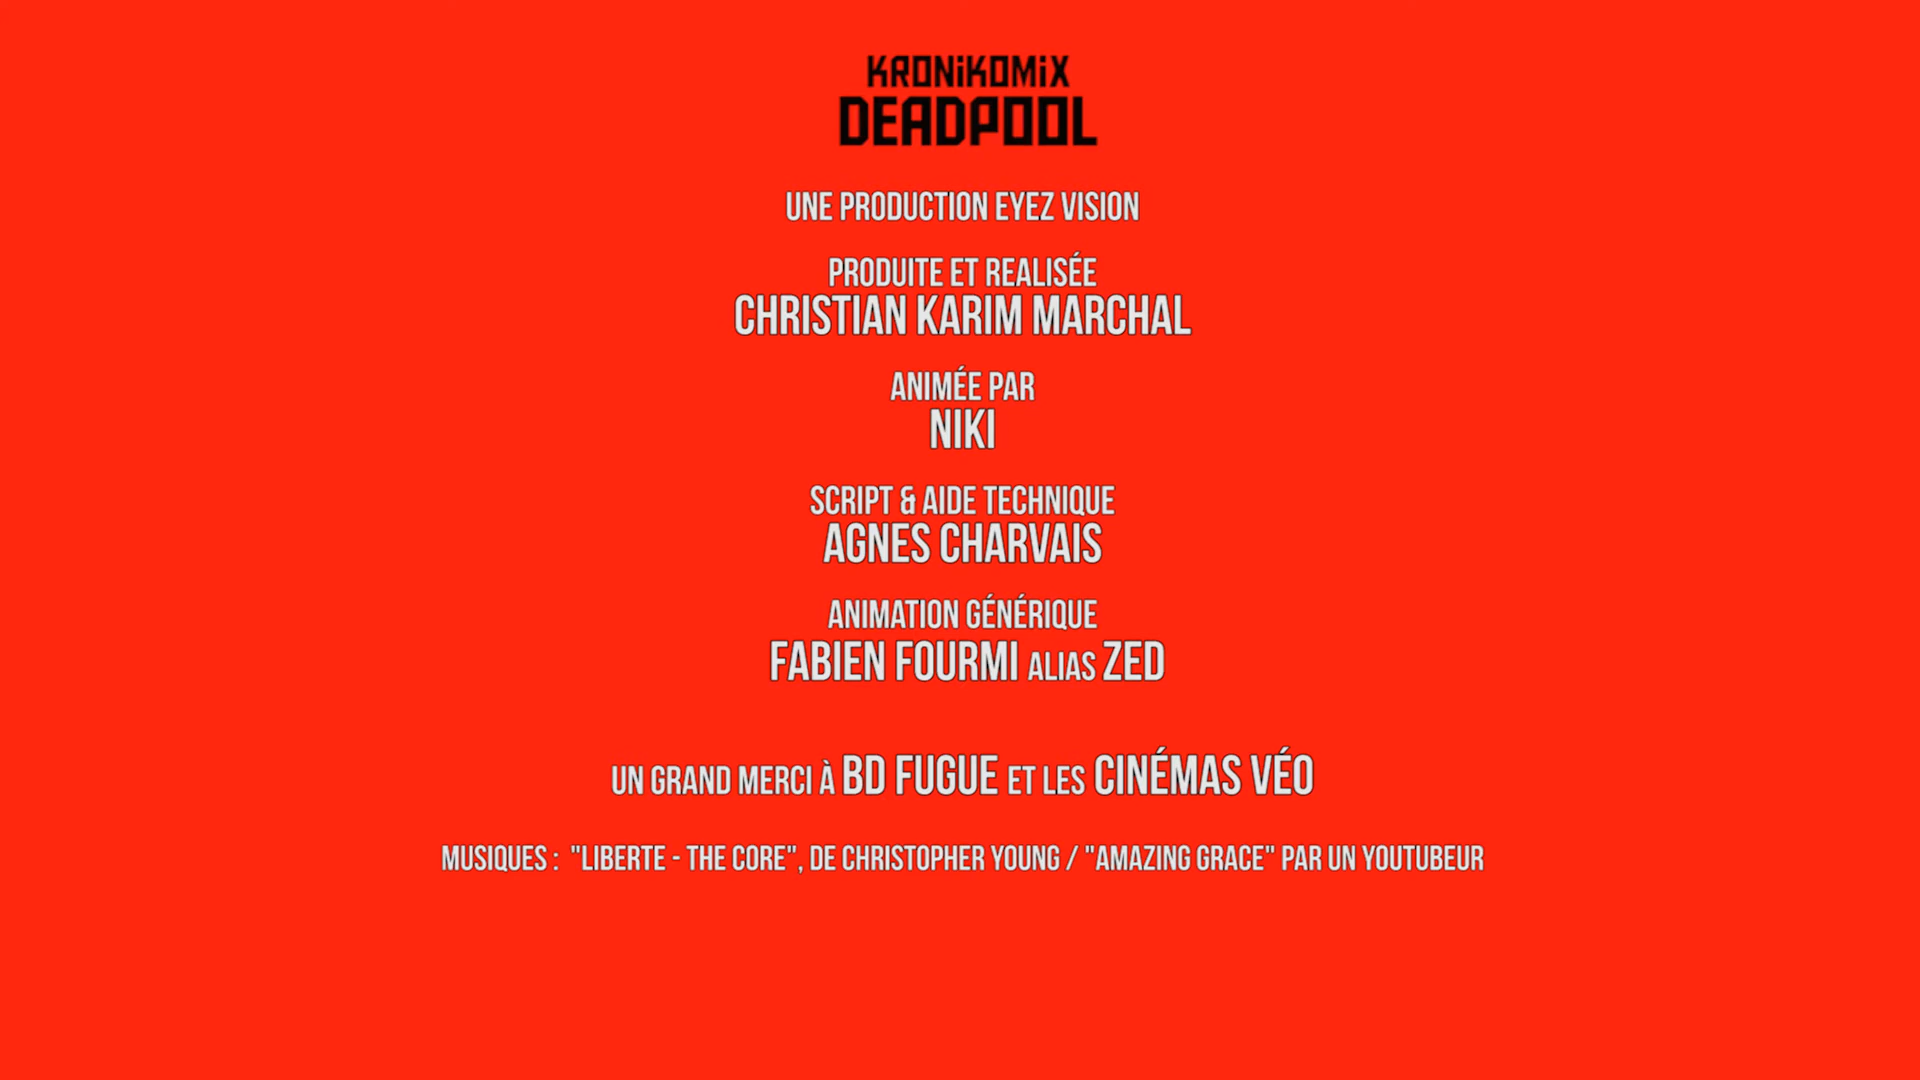 KRONiKOMiX
DEADPOOL
UNE PRODUCTION EYEZ VISION
PRODUITE ET REALISÉE
CHRISTIAN KARIM MARCHAL
ANIMÉE PAR
NIKI
SCRIPT & AIDE TECHNIQUE
AGNES CHARVAIS
ANIMATION GÉNÉRIQUE
FABIEN FOURMI ALIAS ZED
UN GRAND MERCI À BD FUGUE ET LES CINÉMAS VÉO
MUSIQUES : "LIBERTE - THE CORE", DE CHRISTOPHER YOUNG / "AMAZING GRACE" PAR UN YOUTUBEUR